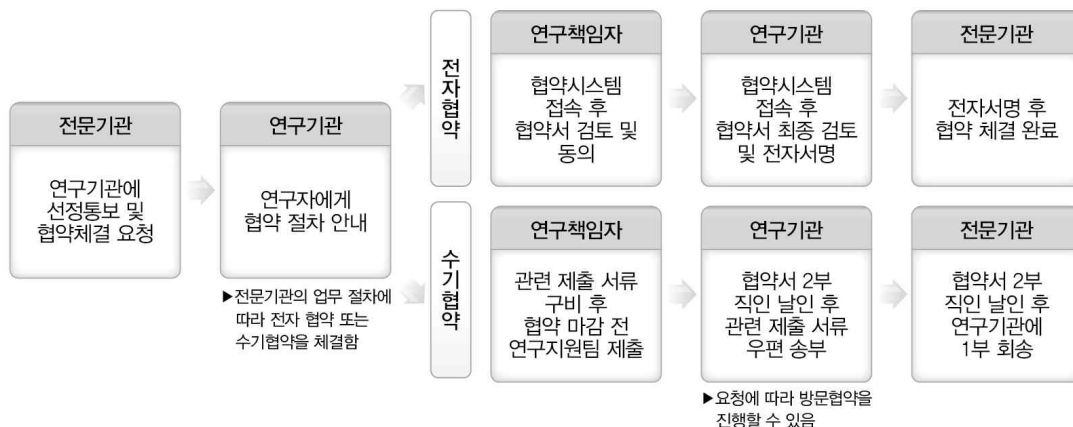 전문기관
연구기관에
선정통보 및
협약체결 요청
연구기관
연구자에게
협약 절차 안내
▶전문기관의 업무 절차에
따라 전자 협약 또는
수기협약을 체결함
전자협약
연구책임자
협약시스템
접속 후
협약서 검토 및
동의
연구기관
협약시스템
접속 후
협약서 최종 검토
및 전자서명
전문기관
전자서명 후
협약 체결 완료
수기협약
연구책임자
관련 제출 서류
구비 후
협약 마감 전
연구지원팀 제출
연구기관
협약서 2부
직인 날인 후
관련 제출 서류
우편 송부
▶요청에 따라 방문협약을
진행할 수 있음
전문기관
협약서 2부
직인 날인 후
연구기관에
1부 회송